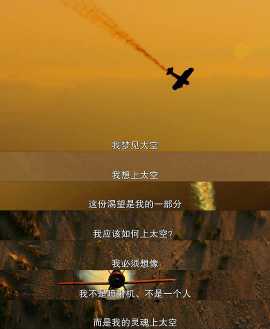 我梦见太空
我想上太空
这份渴望是我的一部分
我应该如何上太空?
我必须想像
我不是喷射机、不是一个人
而是我的灵魂上太空